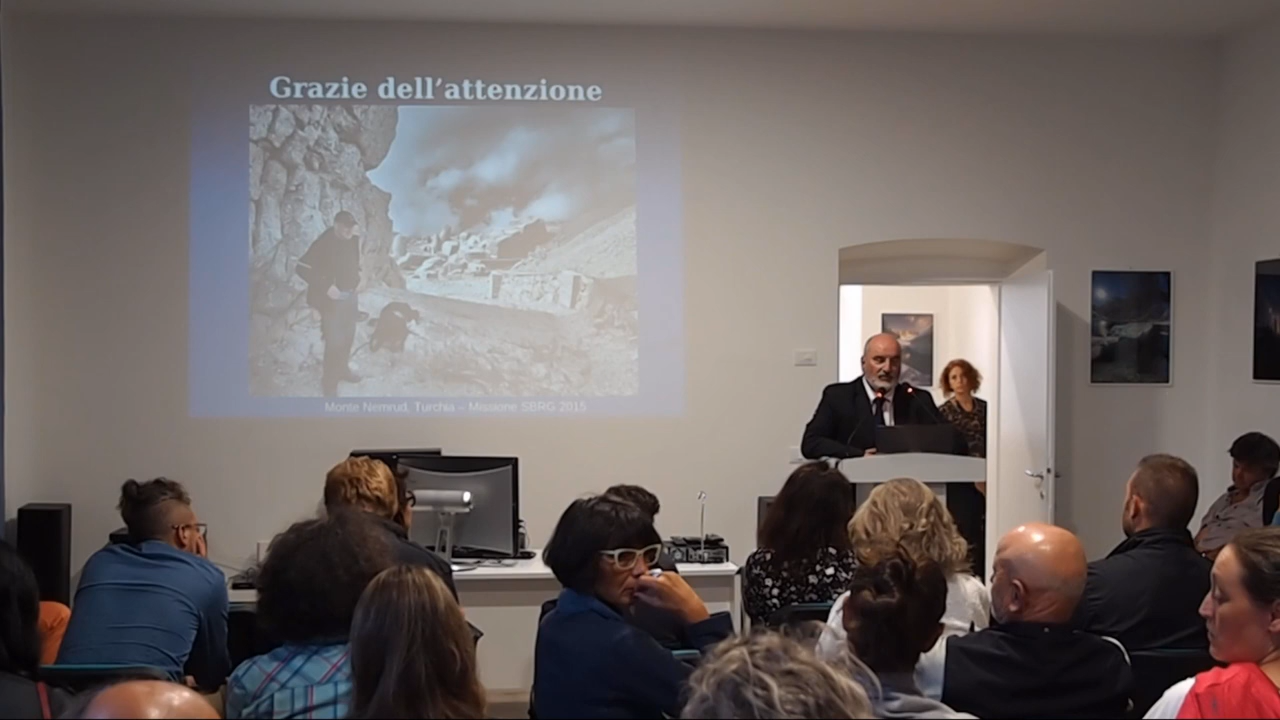 Grazie dell’attenzione
Monte Nemrud, Turchia – Missione SBRG 2015